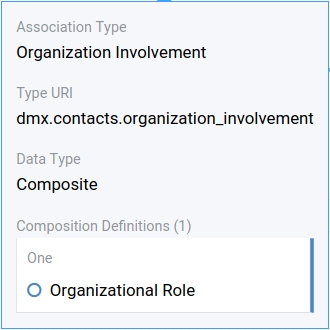 Association Type
Organization Involvement
Type URI
dmx.contacts.organization_involvement
Data Type
Composite
Composition Definitions (1)
One
Organizational Role